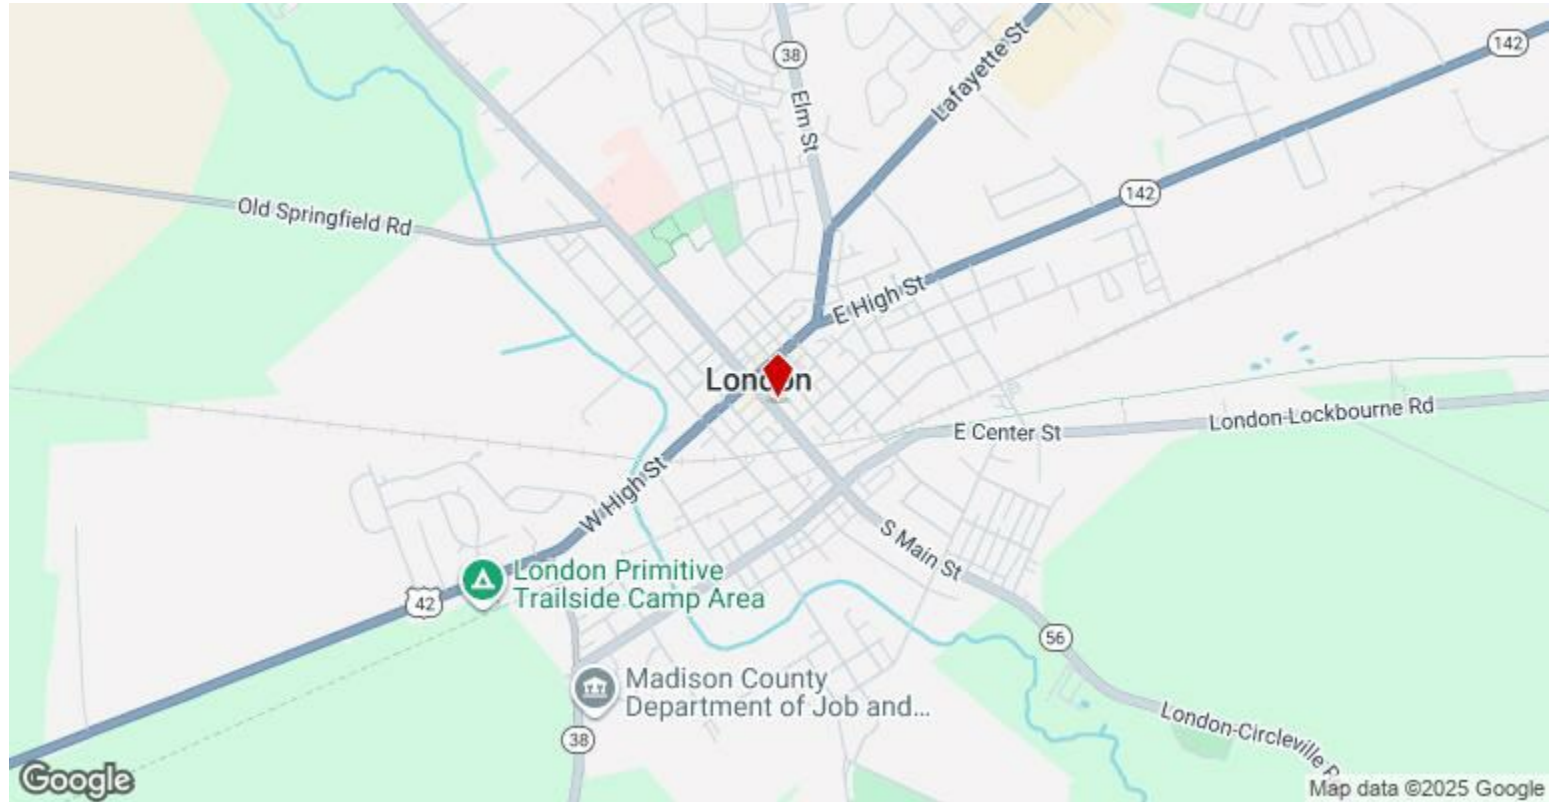 38
142
Elm St
Lafayette St
142
Old Springfield Rd
E High St
London
London-Lockbourne Rd
E Center St
W High St
S Main St
London Primitive
Trailside Camp Area
42
56
Madison County
Department of Job and...
London-Circleville R
38
Google
Map data ©2025 Google